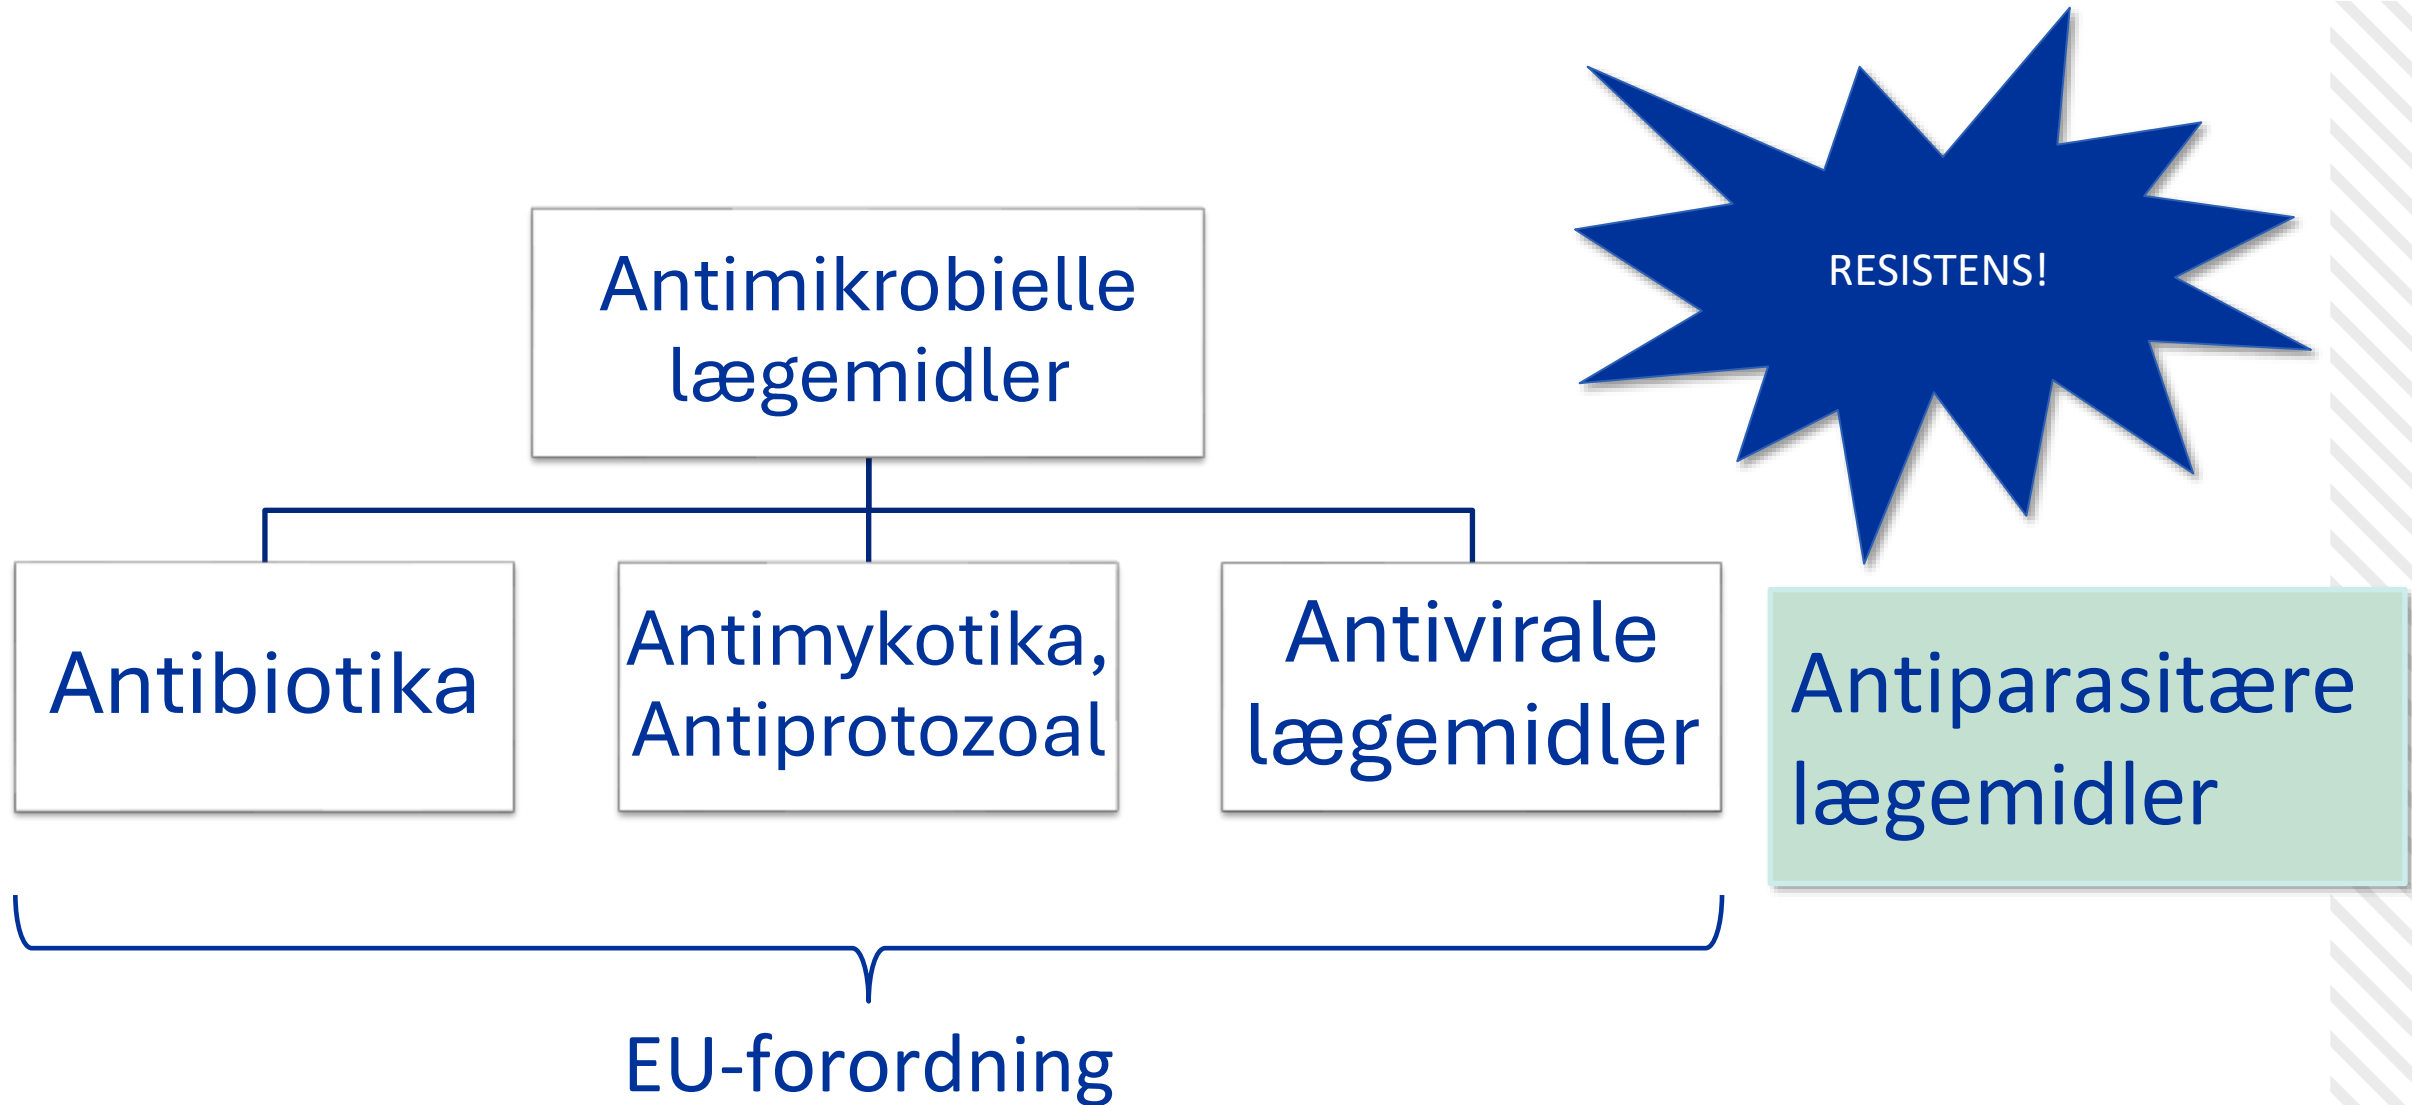 RESISTENS!
Antimikrobielle
lægemidler
Antibiotika
Antimykotika,
Antiprotozoal
Antivirale
lægemidler
Antiparasitære
lægemidler
EU-forordning